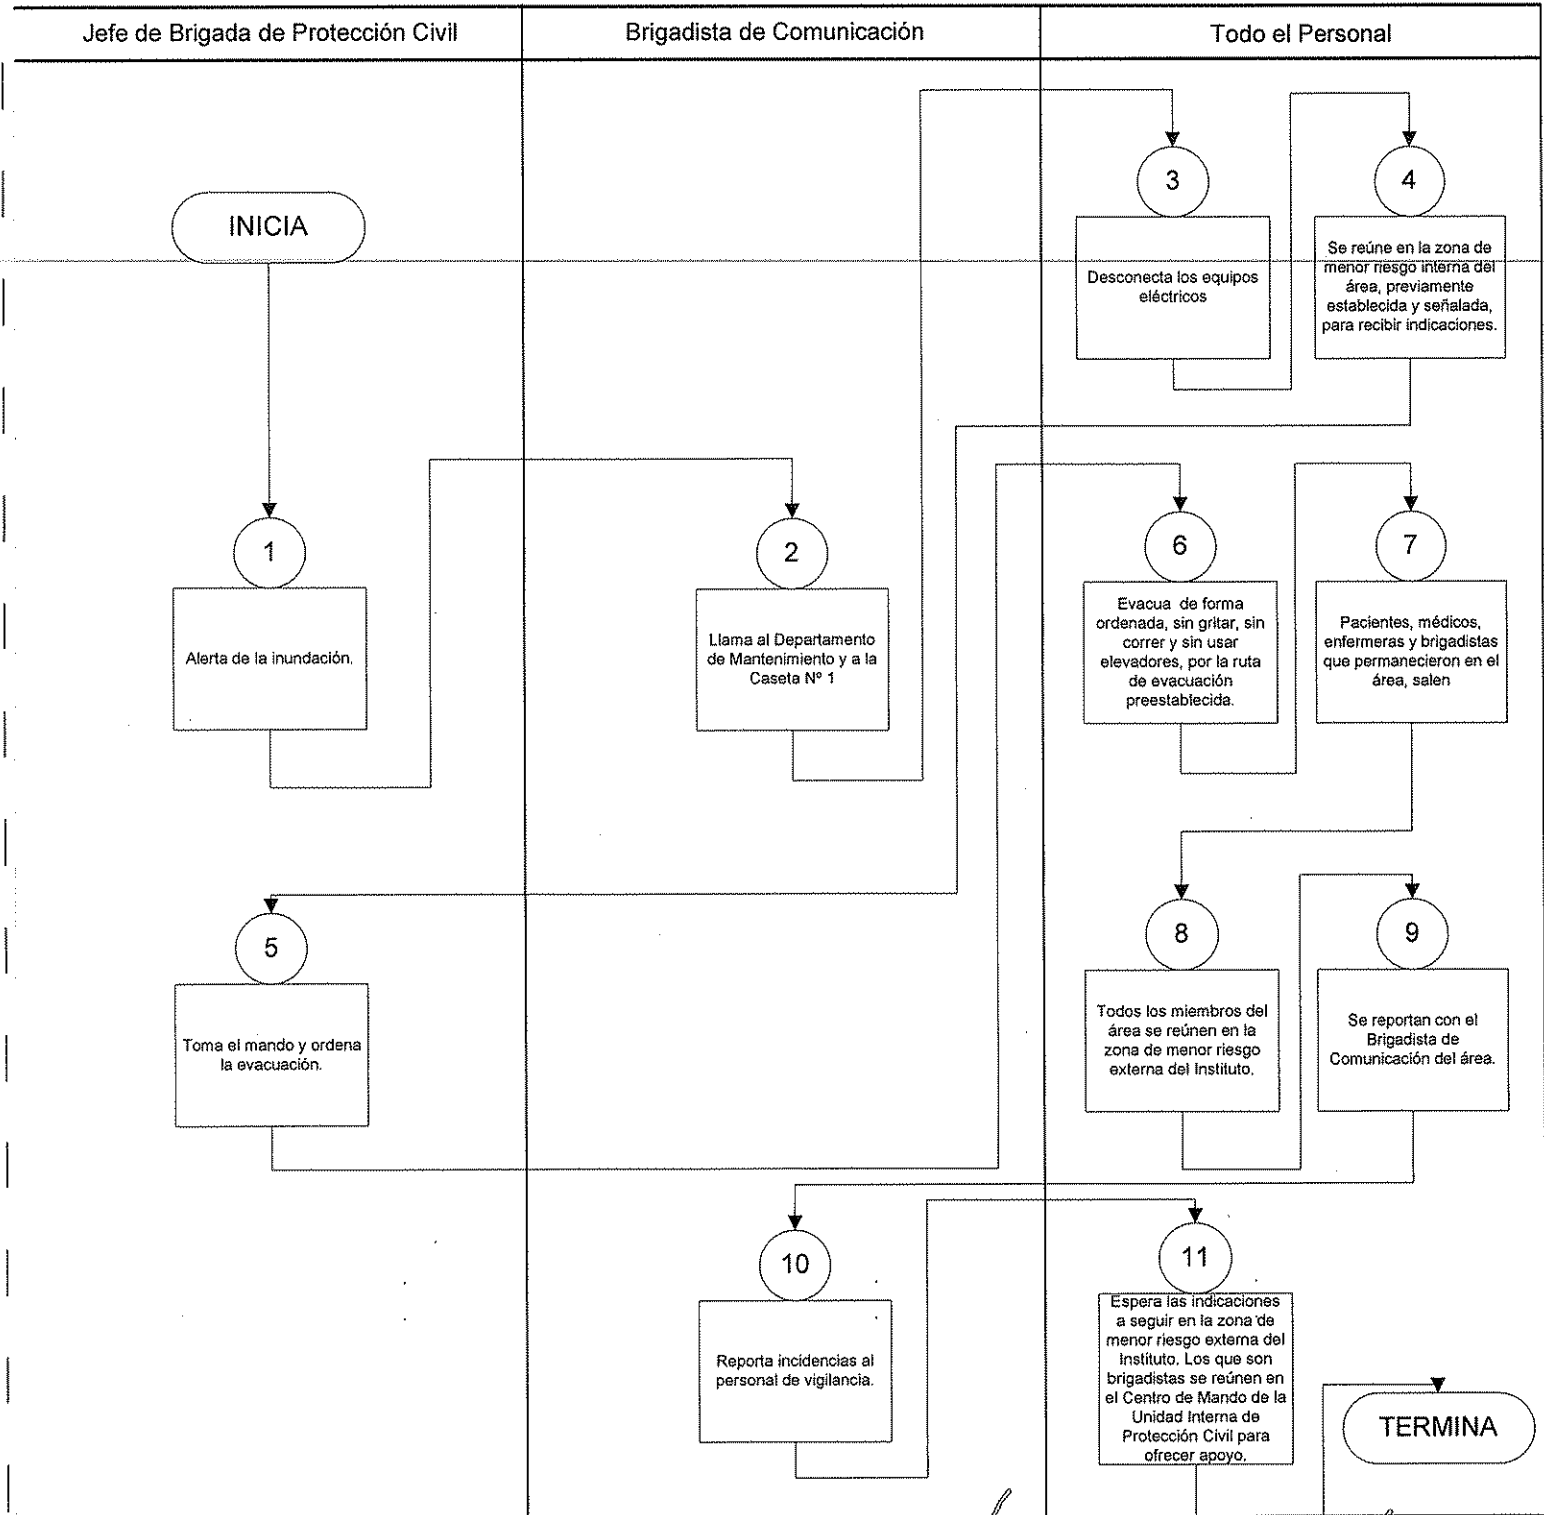 Jefe de Brigada de Protección Civil
Brigadista de Comunicación
Todo el Personal
INICIA
1
Alerta de la inundación.
2
Llama al Departamento
de Mantenimiento y a la
Caseta Nº 1
3
Desconecta los equipos
eléctricos
4
Se reúne en la zona de
menor riesgo interna del
área, previamente
establecida y señalada,
para recibir indicaciones.
5
Toma el mando y ordena
la evacuación.
6
Evacua de forma
ordenada, sin gritar, sin
correr y sin usar
elevadores, por la ruta
de evacuación
preestablecida.
7
Pacientes, médicos,
enfermeras y brigadistas
que permanecieron en el
área, salen
8
Todos los miembros del
área se reúnen en la
zona de menor riesgo
externa del Instituto.
9
Se reportan con el
Brigadista de
Comunicación del área.
10
Reporta incidencias al
personal de vigilancia.
11
Espera las indicaciones
a seguir en la zona de
menor riesgo externa del
Instituto. Los que son
brigadistas se reúnen en
el Centro de Mando de la
Unidad Interna de
Protección Civil para
ofrecer apoyo.
TERMINA